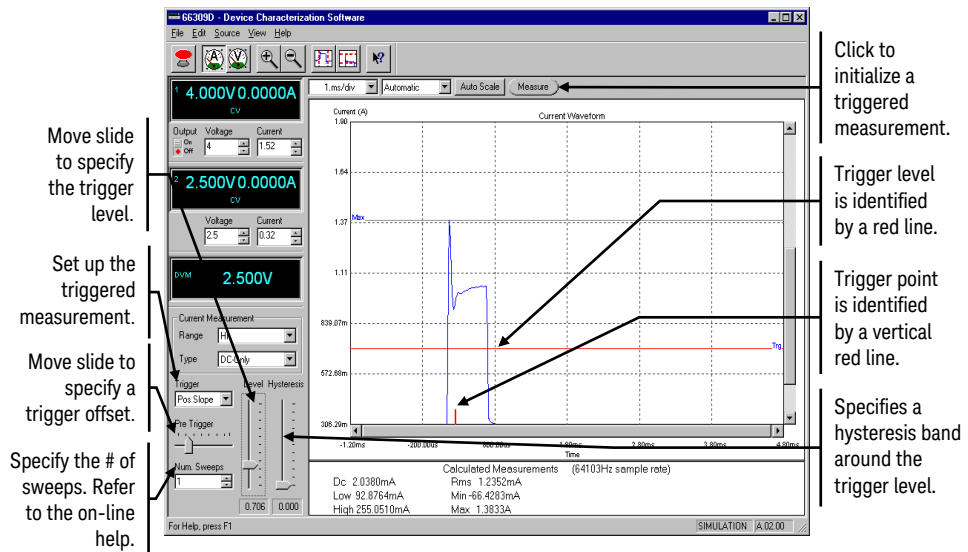 66309D - Device Characterization Software
File Edit Source View Help
1.ms/div Automatic Auto Scale Measure
1 4.000V 0.0000A
CV
Output Voltage Current
On
Off
4 1.52
2 2.500V 0.0000A
CV
Voltage Current
2.5 0.32
DVM 2.500V
Current Measurement
Range
Type DC-Only
Trigger Level Hysteresis
Pos Slope
Pre Trigger
Num. Sweeps
1
0.706 0.000
Current (A)
Current Waveform
1.90
1.64
Max
1.37
1.11
839.07m
Trg.
572.68m
306.29m
-1.20ms -200.00us 800.00us 1.80ms 2.80ms 3.80ms 4.80ms
Time
Calculated Measurements (64103Hz sample rate)
Dc 2.0380mA Rms 1.2352mA
Low 92.8764mA Min -66.4283mA
High 255.0510mA Max 1.3833A
For Help, press F1
SIMULATION A.02.00
Move slide
to specify
the trigger
level.
Set up the
triggered
measurement.
Move slide to
specify a
trigger offset.
Specify the # of
sweeps. Refer
to the on-line
help.
Click to
initialize a
triggered
measurement.
Trigger level
is identified
by a red line.
Trigger point
is identified
by a vertical
red line.
Specifies a
hysteresis band
around the
trigger level.